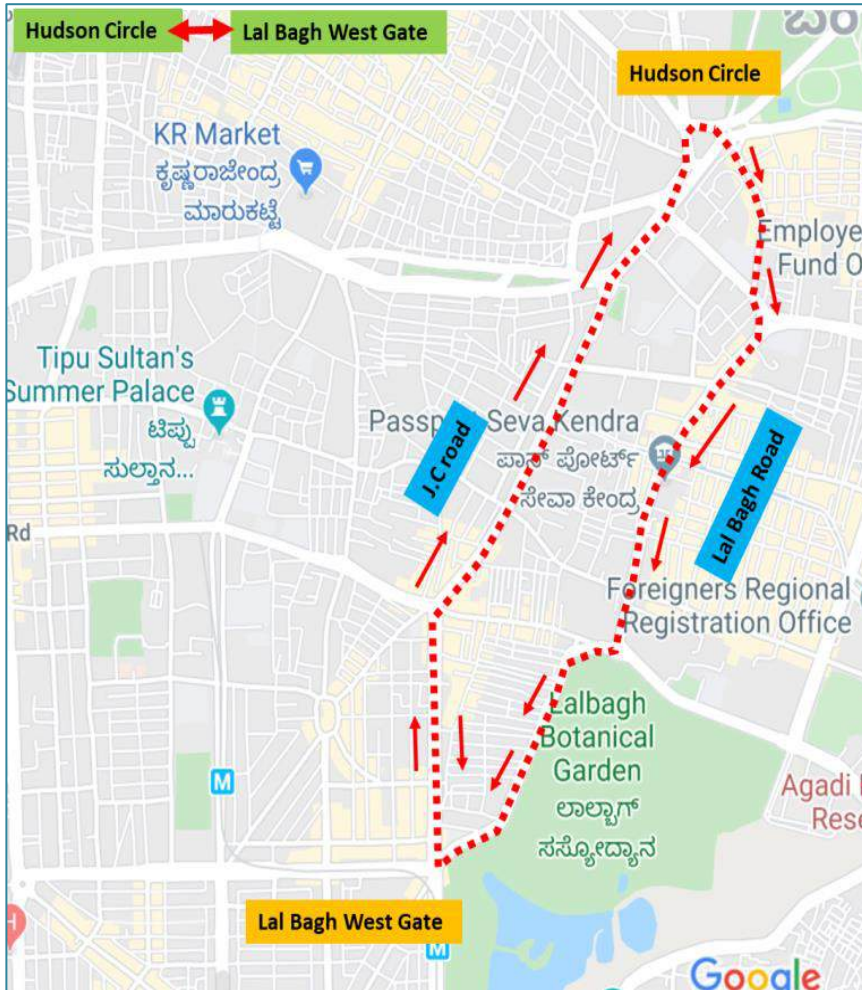 Hudson Circle Lal Bagh West Gate
Hudson Circle
KR Market
ಕೃಷ್ಣರಾಜೇಂದ್ರ
ಮಾರುಕಟ್ಟೆ
Employe
Fund O
Tipu Sultan's
Summer Palace
ಟಿಪ್ಪು
ಸುಲ್ತಾನ...
Seva Kendra
ಪಾಸ್ ಪೋರ್ಟ್
ಸೇವಾ ಕೇಂದ್ರ
J.C road
Lal Bagh Road
Rd
Foreigners Regional
Registration Office
M
Lalbagh
Botanical
Garden
ಲಾಲ್ಬಾಗ್
ಸಸ್ಯೋದ್ಯಾನ
Agadi
Rese
H
Lal Bagh West Gate
M
Google